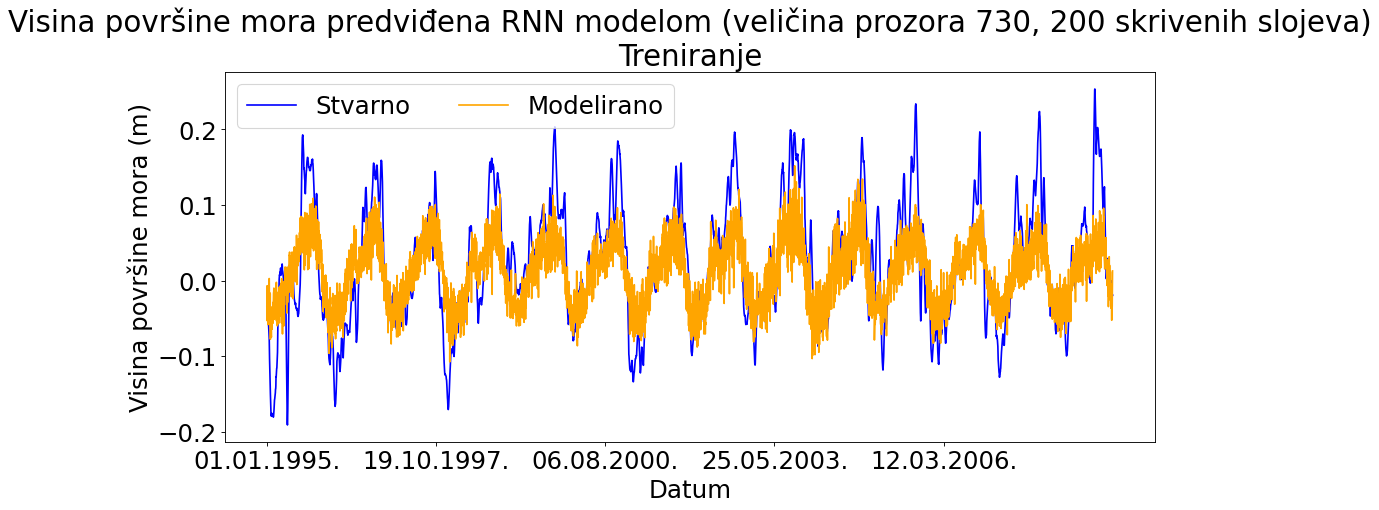 Visina površine mora predviđena RNN modelom (veličina prozora 730, 200 skrivenih slojeva)
Treniranje
Stvarno
Modelirano
Visina površine mora (m)
0.2
0.1
0.0
−0.1
−0.2
01.01.1995.
19.10.1997.
06.08.2000.
25.05.2003.
12.03.2006.
Datum